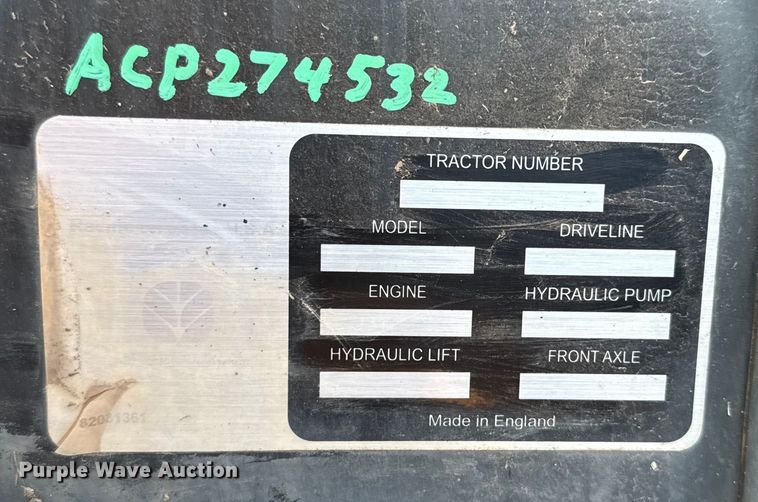 ACP274532
TRACTOR NUMBER
MODEL DRIVELINE
ENGINE HYDRAULIC PUMP
HYDRAULIC LIFT FRONT AXLE
Made in England
Purple Wave Auction